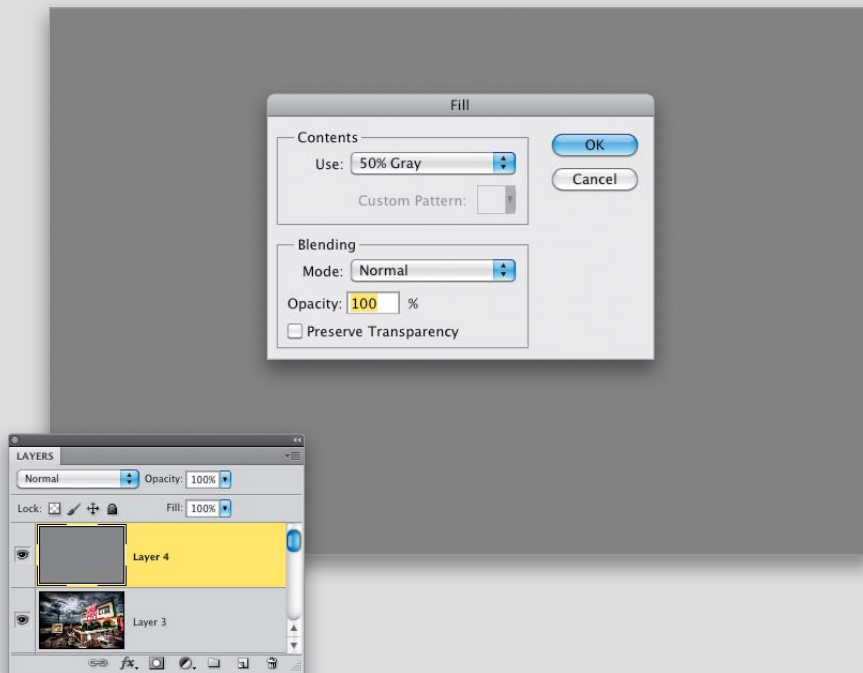 Fill
Contents
Use: 50% Gray
OK
Custom Pattern:
Cancel
Blending
Mode: Normal
Opacity: 100 %
Preserve Transparency
LAYERS
Normal Opacity: 100%
Lock: Fill: 100%
Layer 4
Layer 3
fx